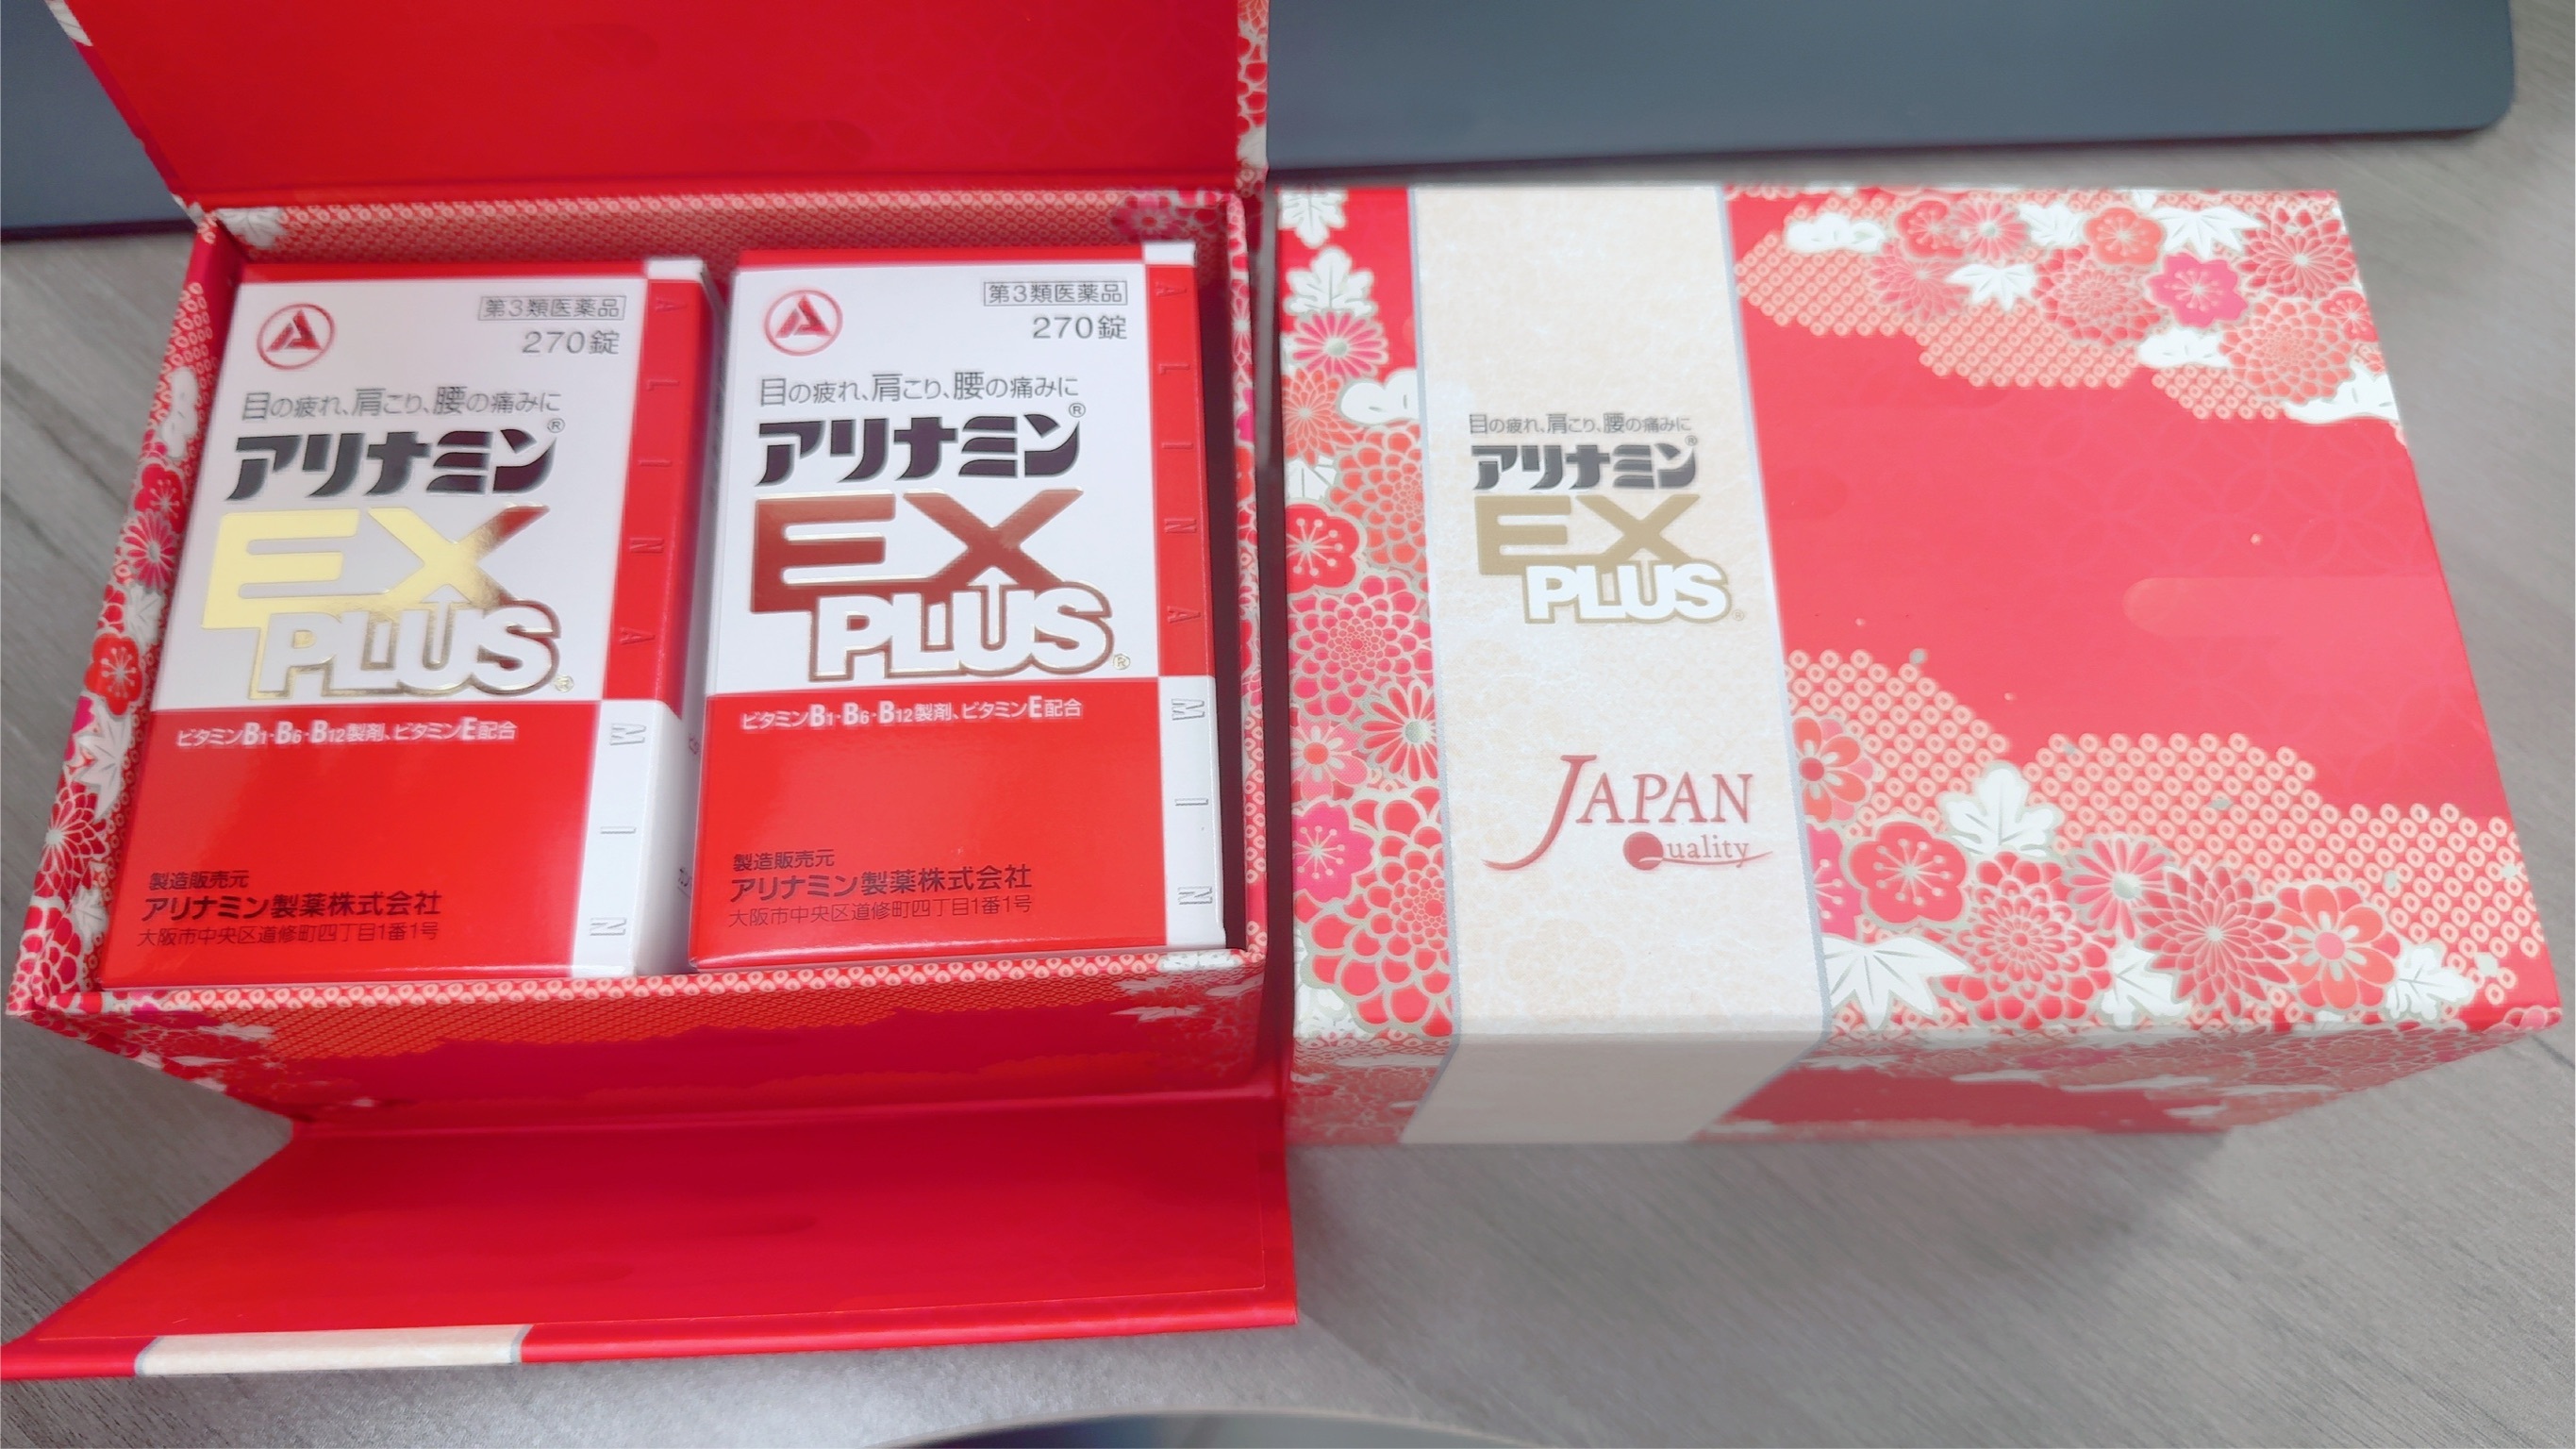 第3類医薬品
270錠
目の疲れ、肩こり、腰の痛みに
アリナミン®
EX
PLUS®
ビタミンB1・B6・B12製剤、ビタミンE配合
製造販売元
アリナミン製薬株式会社
大阪市中央区道修町四丁目1番1号
ALINAMIN
第3類医薬品
270錠
目の疲れ、肩こり、腰の痛みに
アリナミン®
EX
PLUS®
ビタミンB1・B6・B12製剤、ビタミンE配合
製造販売元
アリナミン製薬株式会社
大阪市中央区道修町四丁目1番1号
ALINAMIN
目の疲れ、肩こり、腰の痛みに
アリナミン®
EX
PLUS®
JAPAN
Quality